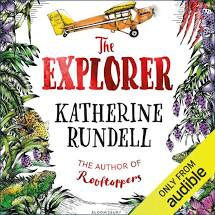 The
EXPLORER
KATHERINE
RUNDELL
THE AUTHOR OF
Rooftoppers
BLOOMSBURY
ONLY FROM
audible